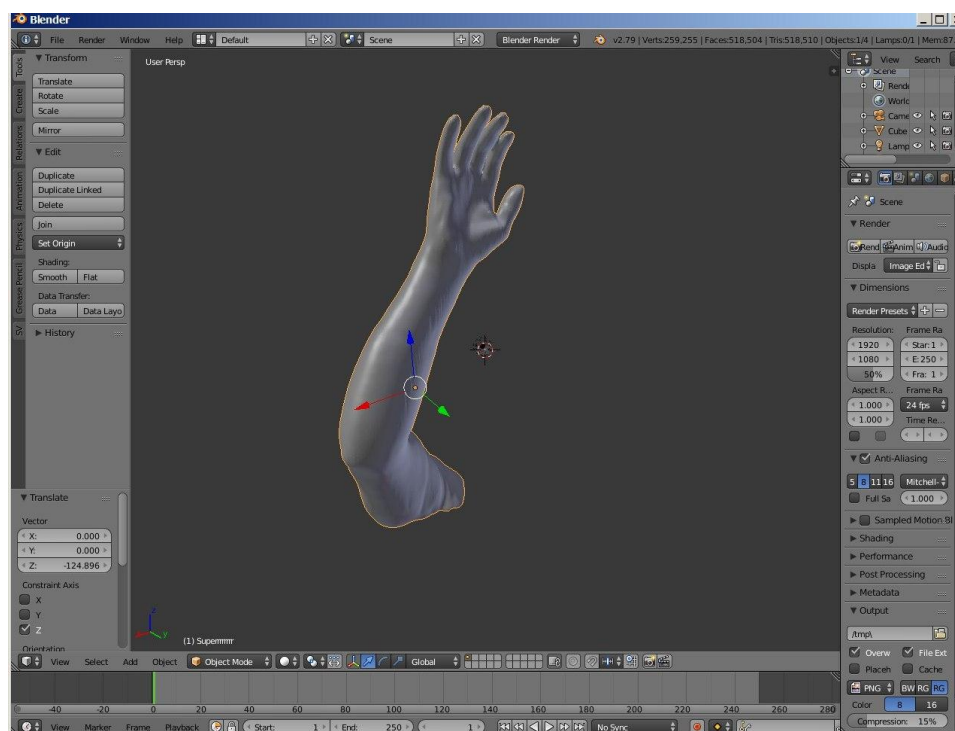 Blender
File Render Window Help Default Scene Blender Render v2.79 | Verts:259,255 | Faces:518,504 | Tris:518,510 | Objects:1/4 | Lamps:0/1 | Mem:87.
Tools
Create
Relations
Animation
Physics
Grease Pencil
SV
Transform
Translate
Rotate
Scale
Mirror
Edit
Duplicate
Duplicate Linked
Delete
Join
Set Origin
Shading:
Smooth Flat
Data Transfer:
Data Data Layo
History
Translate
Vector
X: 0.000
Y: 0.000
Z: -124.896
Constraint Axis
X
Y
Z
Orientation
User Persp
z
y
(1) Superrrrrr
View Select Add Object Object Mode Global
-40 -20 0 20 40 60 80 100 120 140 160 180 200 220 240 260 280
View Marker Frame Playback Start: 1 End: 250 1 No Sync
View Search
Scene
Rende
World
Came
Cube
Lamp
Scene
Render
Rend Anim Audio
Displa Image Ed
Dimensions
Render Presets
Resolution: Frame Ra
1920 Star: 1
1080 E: 250
50% Fra: 1
Aspect R... Frame Ra
1.000 24 fps
1.000 Time Re...
Anti-Aliasing
5 8 11 16 Mitchell-
Full Sa 1.000
Sampled Motion Bl
Shading
Performance
Post Processing
Metadata
Output
/tmp\
Overw File Ext
Placeh Cache
PNG BW RG RG
Color 8 16
Compression: 15%